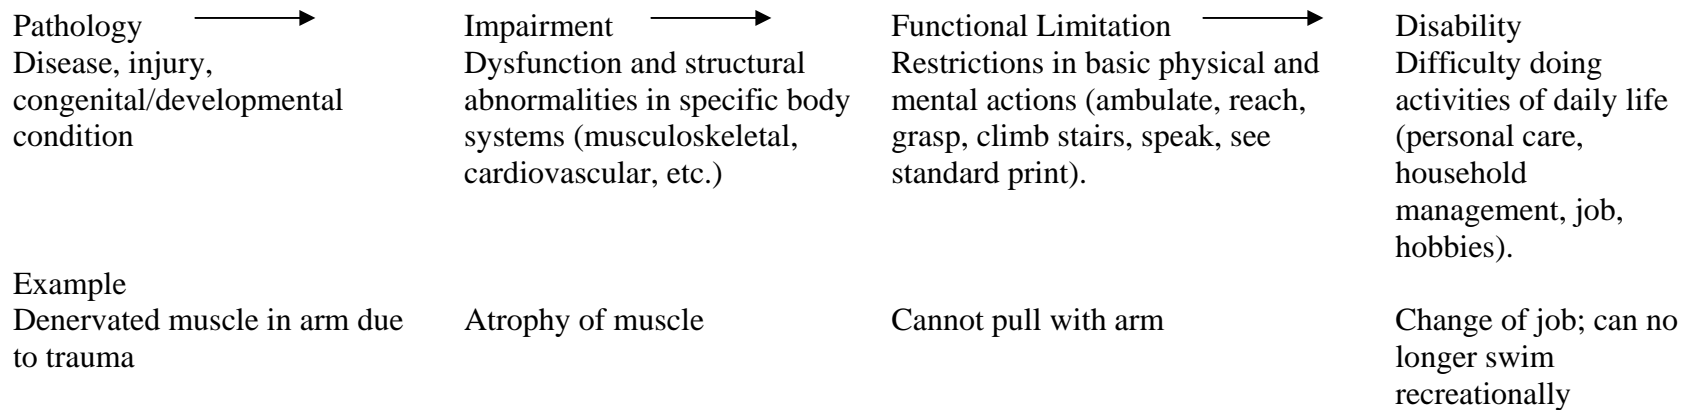 Pathology
Disease, injury,
congenital/developmental
condition
Impairment
Dysfunction and structural
abnormalities in specific body
systems (musculoskeletal,
cardiovascular, etc.)
Functional Limitation
Restrictions in basic physical and
mental actions (ambulate, reach,
grasp, climb stairs, speak, see
standard print).
Disability
Difficulty doing
activities of daily life
(personal care,
household
management, job,
hobbies).
Example
Denervated muscle in arm due
to trauma
Atrophy of muscle
Cannot pull with arm
Change of job; can no
longer swim
recreationally